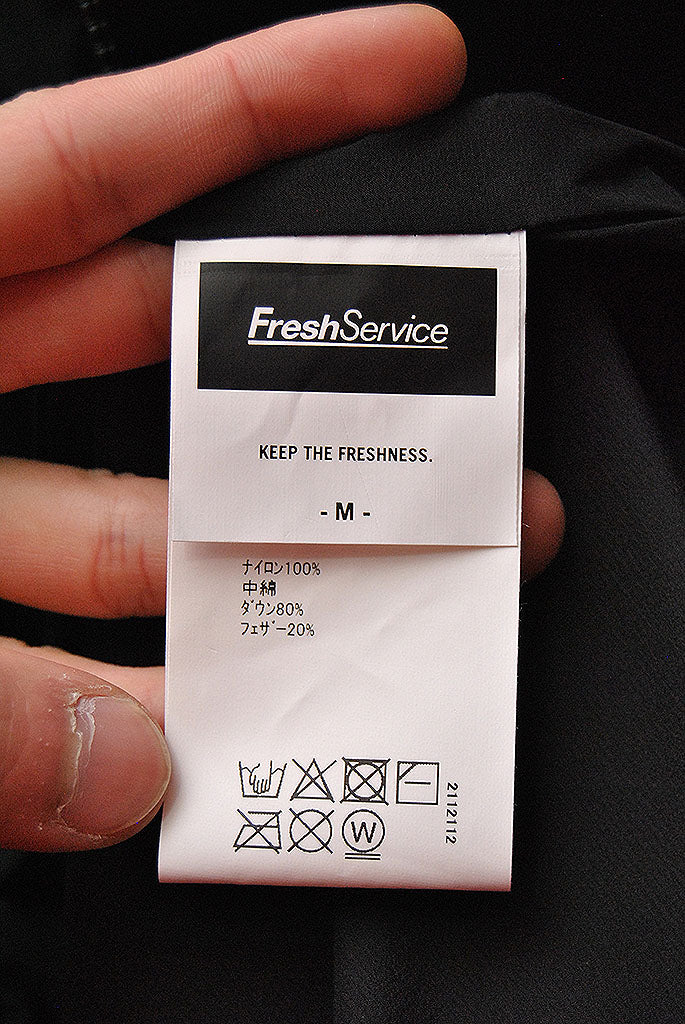 FreshService
KEEP THE FRESHNESS.
- M -
ナイロン100%
中綿
ダウン80%
フェザー20%
2112112
W